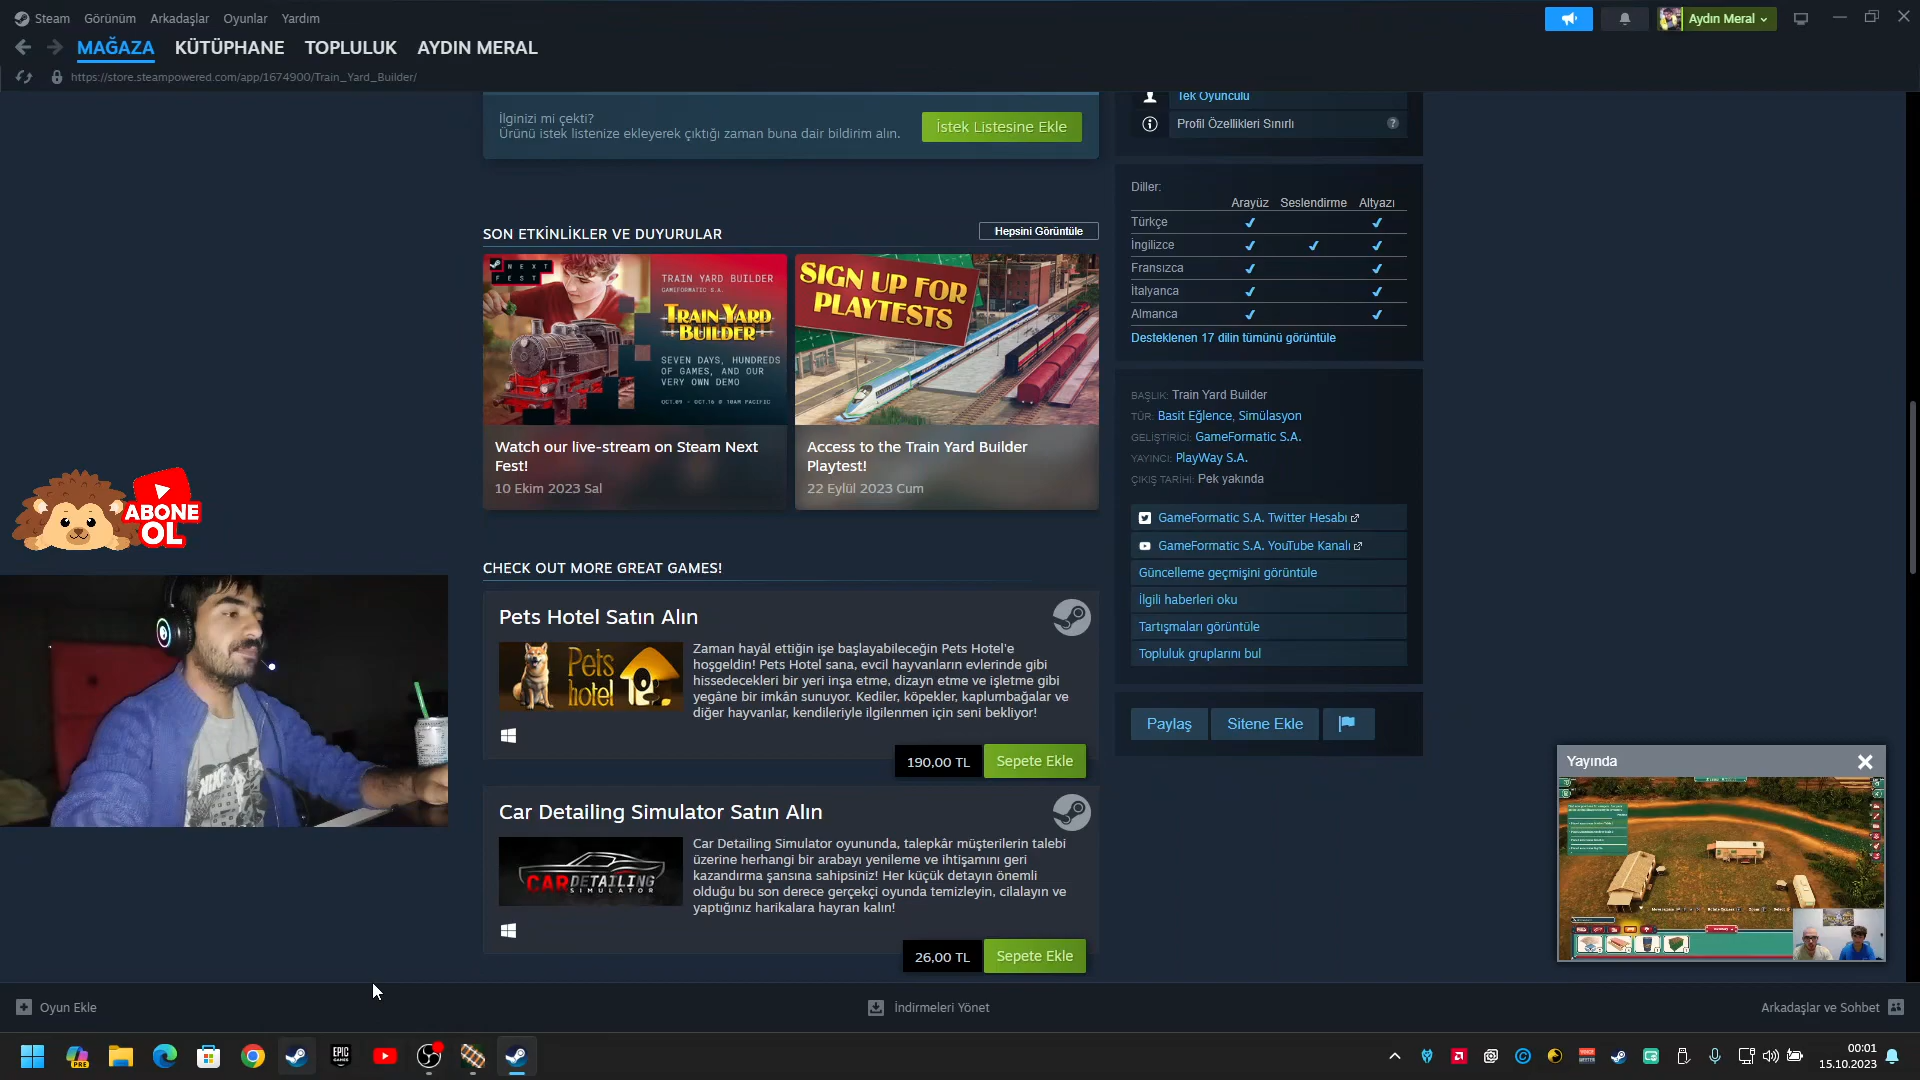 Steam Görünüm Arkadaşlar Oyunlar Yardım
Aydın Meral
MAĞAZA KÜTÜPHANE TOPLULUK AYDIN MERAL
https://store.steampowered.com/app/1674900/Train_Yard_Builder/
İlginizi mi çekti?
Ürünü istek listenize ekleyerek çıktığı zaman buna dair bildirim alın.
İstek Listesine Ekle
SON ETKİNLİKLER VE DUYURULAR
Hepsini Görüntüle
NEXT
FEST
TRAIN YARD BUILDER
GAMEFORMATIC S.A.
TRAIN YARD
BUILDER
SEVEN DAYS, HUNDREDS
OF GAMES, AND OUR
VERY OWN DEMO
OCT.09 - OCT.16 @ 10AM PACIFIC
Watch our live-stream on Steam Next
Fest!
10 Ekim 2023 Sal
SIGN UP FOR
PLAYTESTS
Access to the Train Yard Builder
Playtest!
22 Eylül 2023 Cum
CHECK OUT MORE GREAT GAMES!
Pets Hotel Satın Alın
Pets
hotel
Zaman hayâl ettiğin işe başlayabileceğin Pets Hotel'e
hoşgeldin! Pets Hotel sana, evcil hayvanların evlerinde gibi
hissedecekleri bir yeri inşa etme, dizayn etme ve işletme gibi
yegâne bir imkân sunuyor. Kediler, köpekler, kaplumbağalar ve
diğer hayvanlar, kendileriyle ilgilenmen için seni bekliyor!
190,00 TL Sepete Ekle
Car Detailing Simulator Satın Alın
CAR DETAILING
SIMULATOR
Car Detailing Simulator oyununda, talepkâr müşterilerin talebi
üzerine herhangi bir arabayı yenileme ve ihtişamını geri
kazandırma şansına sahipsiniz! Her küçük detayın önemli
olduğu bu son derece gerçekçi oyunda temizleyin, cilalayın ve
yaptığınız harikalara hayran kalın!
26,00 TL Sepete Ekle
Tek Oyunculu
Profil Özellikleri Sınırlı ?
Diller:
Arayüz Seslendirme Altyazı
Türkçe
İngilizce
Fransızca
İtalyanca
Almanca
Desteklenen 17 dilin tümünü görüntüle
BAŞLIK: Train Yard Builder
TÜR: Basit Eğlence, Simülasyon
GELİŞTİRİCİ: GameFormatic S.A.
YAYINCI: PlayWay S.A.
ÇIKIŞ TARİHİ: Pek yakında
GameFormatic S.A. Twitter Hesabı
GameFormatic S.A. YouTube Kanalı
Güncelleme geçmişini görüntüle
İlgili haberleri oku
Tartışmaları görüntüle
Topluluk gruplarını bul
Paylaş Sitene Ekle
ABONE
OL
Yayında
Oyun Ekle
İndirmeleri Yönet
Arkadaşlar ve Sohbet
PRE
EPIC
GAMES
00:01
15.10.2023